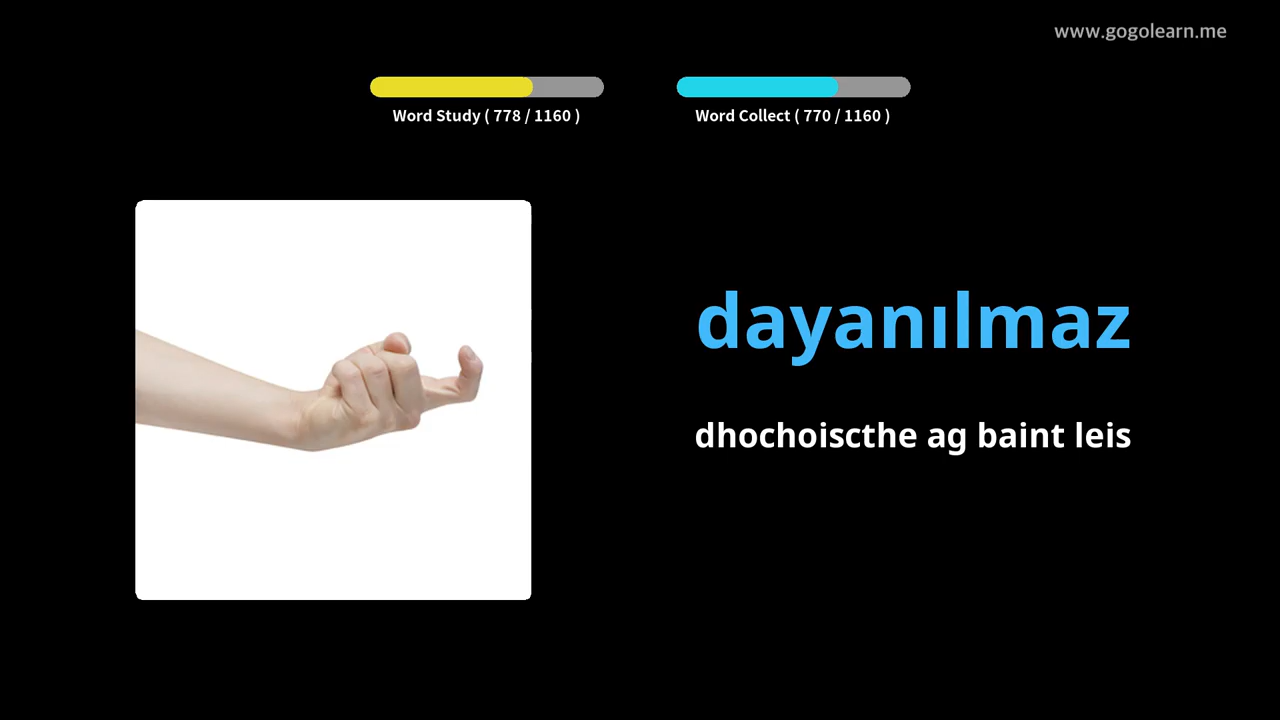 www.gogolearn.me
Word Study ( 778 / 1160 )
Word Collect ( 770 / 1160 )
dayanılmaz
dhochoiscthe ag baint leis